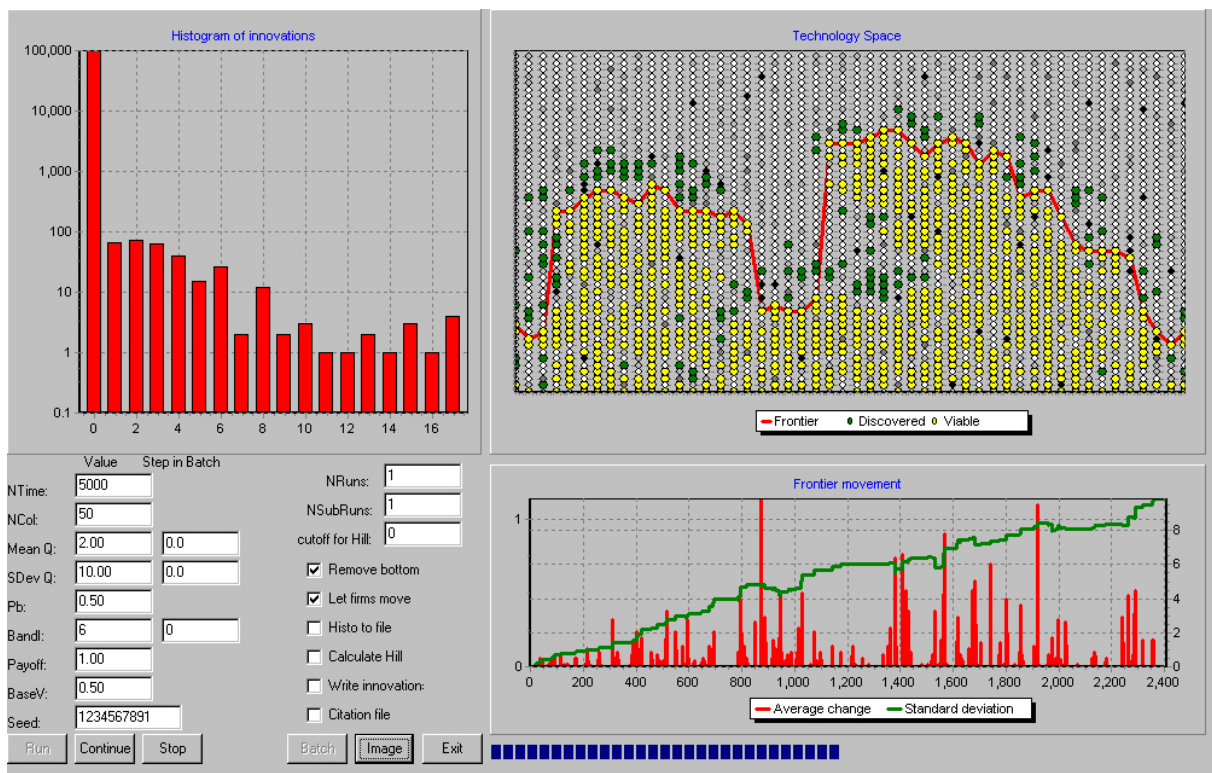 Histogram of innovations
100,000
10,000
1,000
100
10
1
0.1
0 2 4 6 8 10 12 14 16
Technology Space
Frontier Discovered Viable
Value Step in Batch
NTime: 5000
NCol: 50
Mean Q: 2.00 0.0
SDev Q: 10.00 0.0
Pb: 0.50
Bandl: 6 0
Payoff: 1.00
BaseV: 0.50
Seed: 1234567891
NRuns: 1
NSubRuns: 1
cutoff for Hill: 0
Remove bottom
Let firms move
Histo to file
Calculate Hill
Write innovation:
Citation file
Run Continue Stop Batch Image Exit
Frontier movement
1
0
8
6
4
2
0
0 200 400 600 800 1,000 1,200 1,400 1,600 1,800 2,000 2,200 2,400
Average change Standard deviation